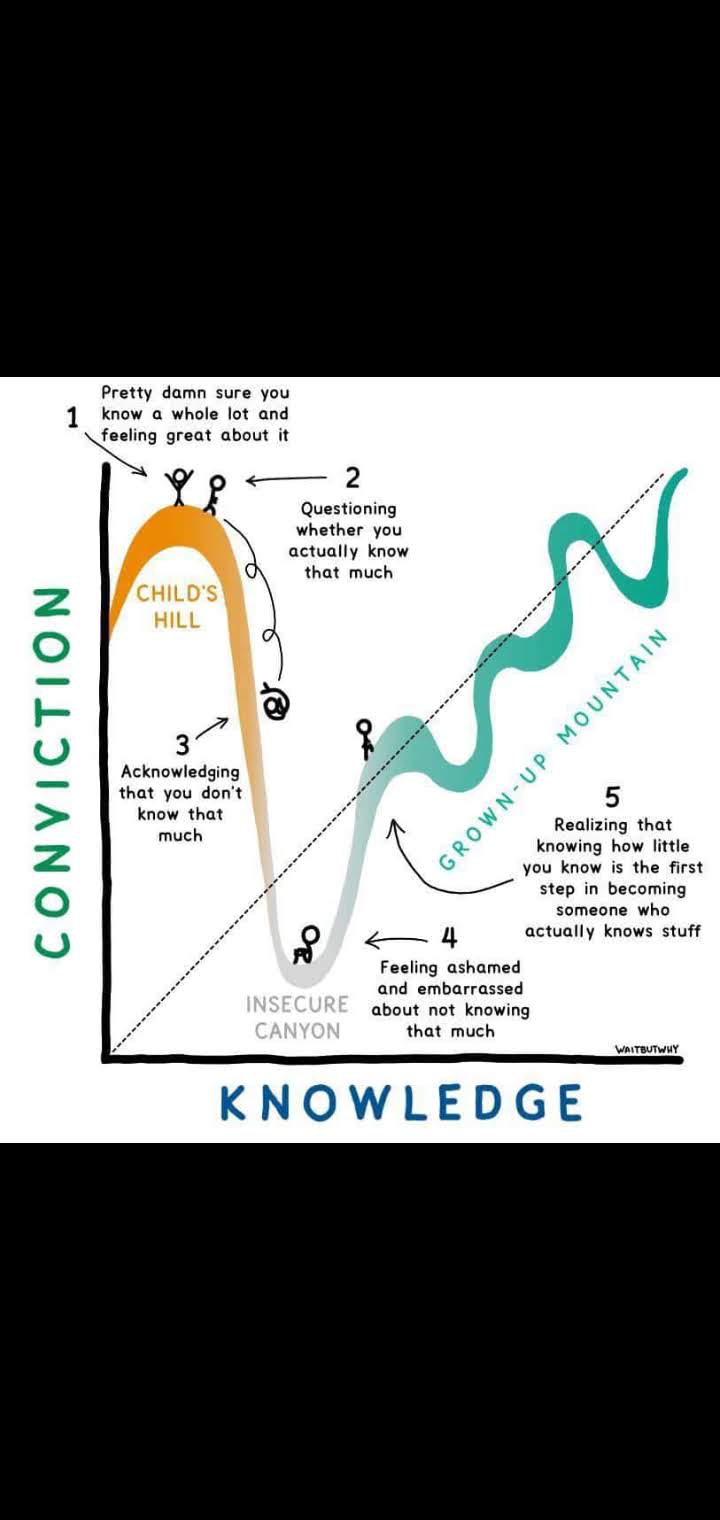 Pretty damn sure you
know a whole lot and
feeling great about it
1
2
Questioning
whether you
actually know
that much
CHILD'S
HILL
3
Acknowledging
that you don't
know that
much
CONVICTION
GROWN-UP MOUNTAIN
5
Realizing that
knowing how little
you know is the first
step in becoming
someone who
actually knows stuff
4
Feeling ashamed
and embarrassed
about not knowing
that much
INSECURE
CANYON
WAITBUTWHY
KNOWLEDGE